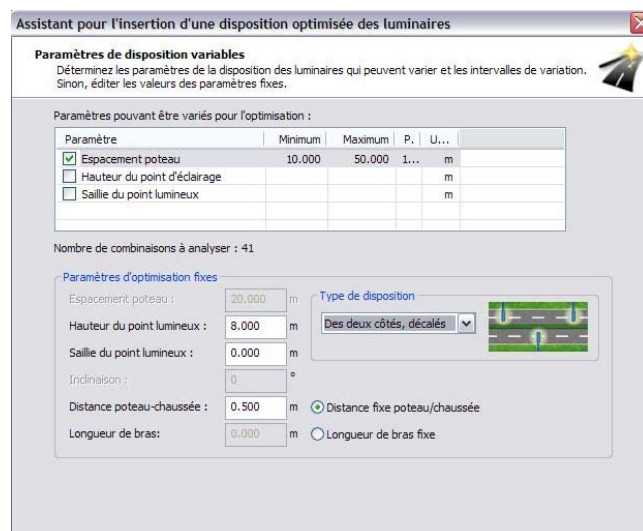 Assistant pour l'insertion d'une disposition optimisée des luminaires
Paramètres de disposition variables
Déterminez les paramètres de la disposition des luminaires qui peuvent varier et les intervalles de variation.
Sinon, éditer les valeurs des paramètres fixes.
Paramètres pouvant être variés pour l'optimisation :
Paramètre Minimum Maximum P. U...
Espacement poteau 10.000 50.000 1... m
Hauteur du point d'éclairage m
Saillie du point lumineux m
Nombre de combinaisons à analyser : 41
Paramètres d'optimisation fixes
Espacement poteau : 20.000 m
Type de disposition
Hauteur du point lumineux : 8.000 m
Des deux côtés, décalés
Saillie du point lumineux : 0.000 m
Inclinaison : 0 °
Distance poteau-chaussée : 0.500 m Distance fixe poteau/chaussée
Longueur de bras: 0.000 m Longueur de bras fixe